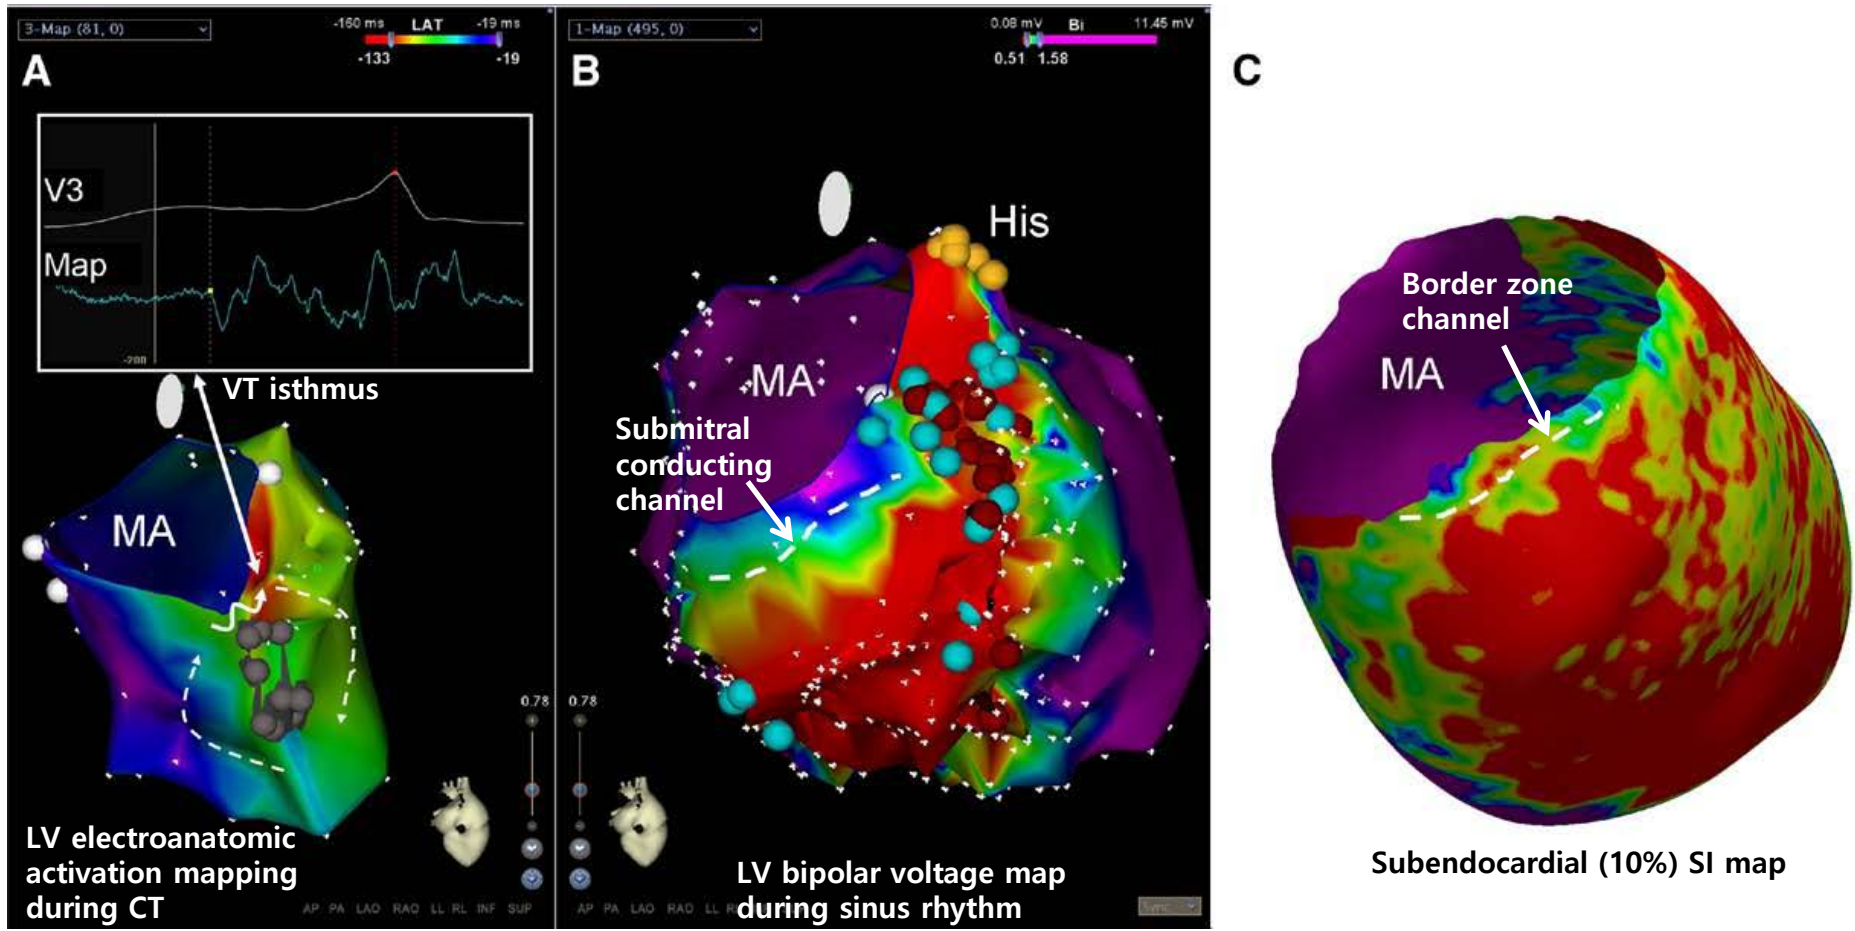 3-Map (81, 0)
-160 ms LAT -19 ms
-133 -19
A
V3
Map
-200
VT isthmus
MA
0.78
LV electroanatomic
activation mapping
during CT
AP PA LAO RAO LL RL INF SUP
1-Map (495, 0)
0.08 mV Bi 11.45 mV
0.51 1.58
B
His
MA
Submitral
conducting
channel
0.78
LV bipolar voltage map
during sinus rhythm
AP PA LAO RAO LL
Sync
C
Border zone
channel
MA
Subendocardial (10%) SI map